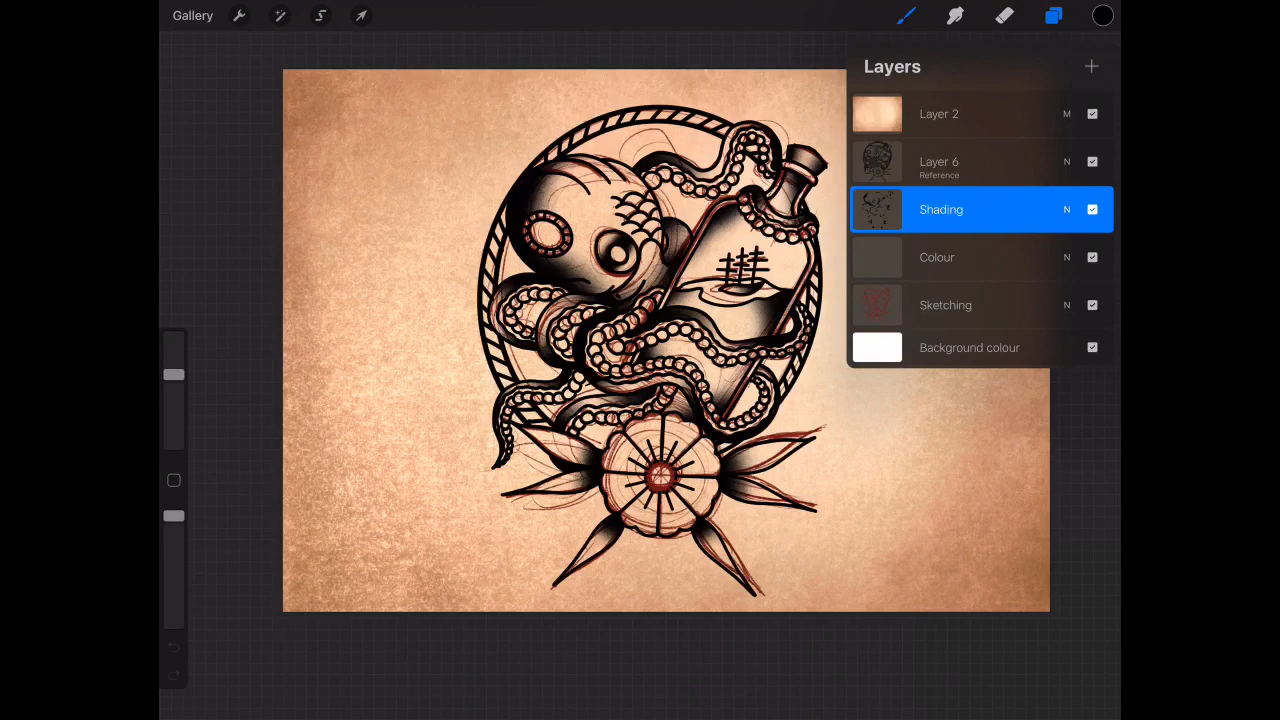 Gallery
Layers
Layer 2
M
Layer 6
Reference
N
Shading
N
Colour
N
Sketching
N
Background colour